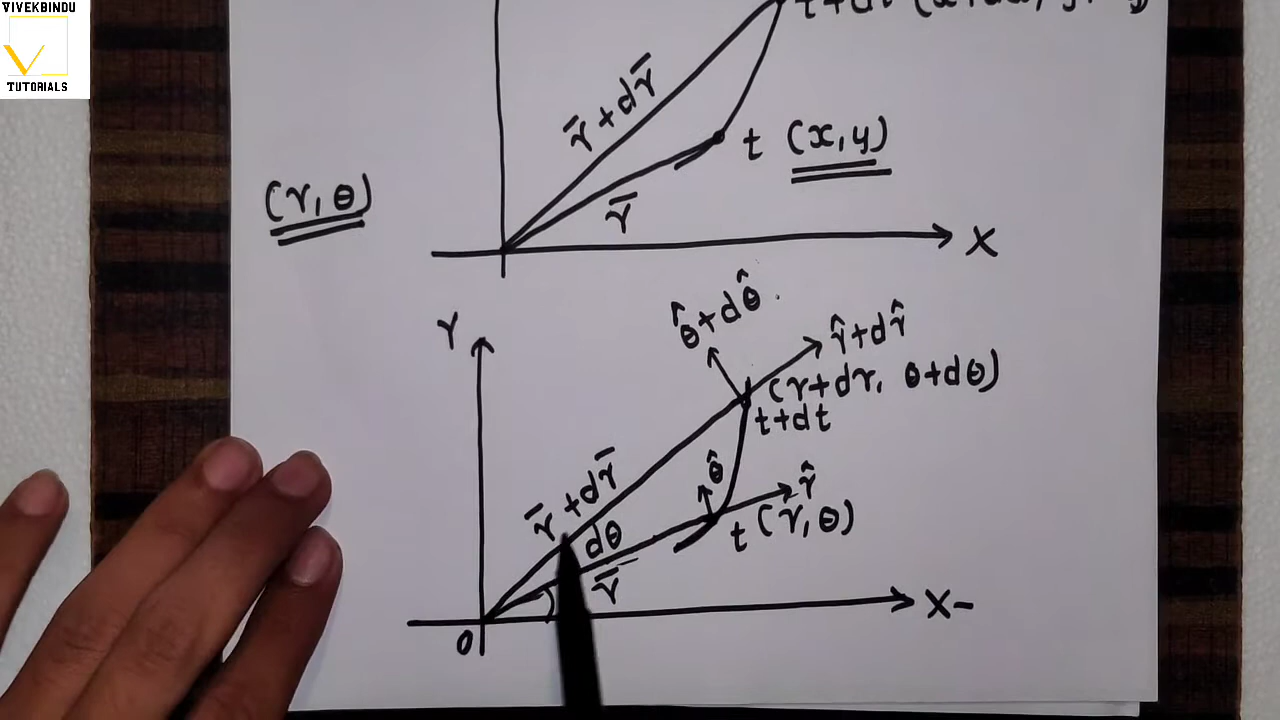 VIVEKBINDU
TUTORIALS
r̅ + dr̅
t (x, y)
r̅
(r, θ)
X
Y
θ̂ + dθ̂
r̂ + dr̂
(r+dr, θ+dθ)
t+dt
θ̂
r̂
r̅ + dr̅
dθ
t (r, θ)
r̅
X
O